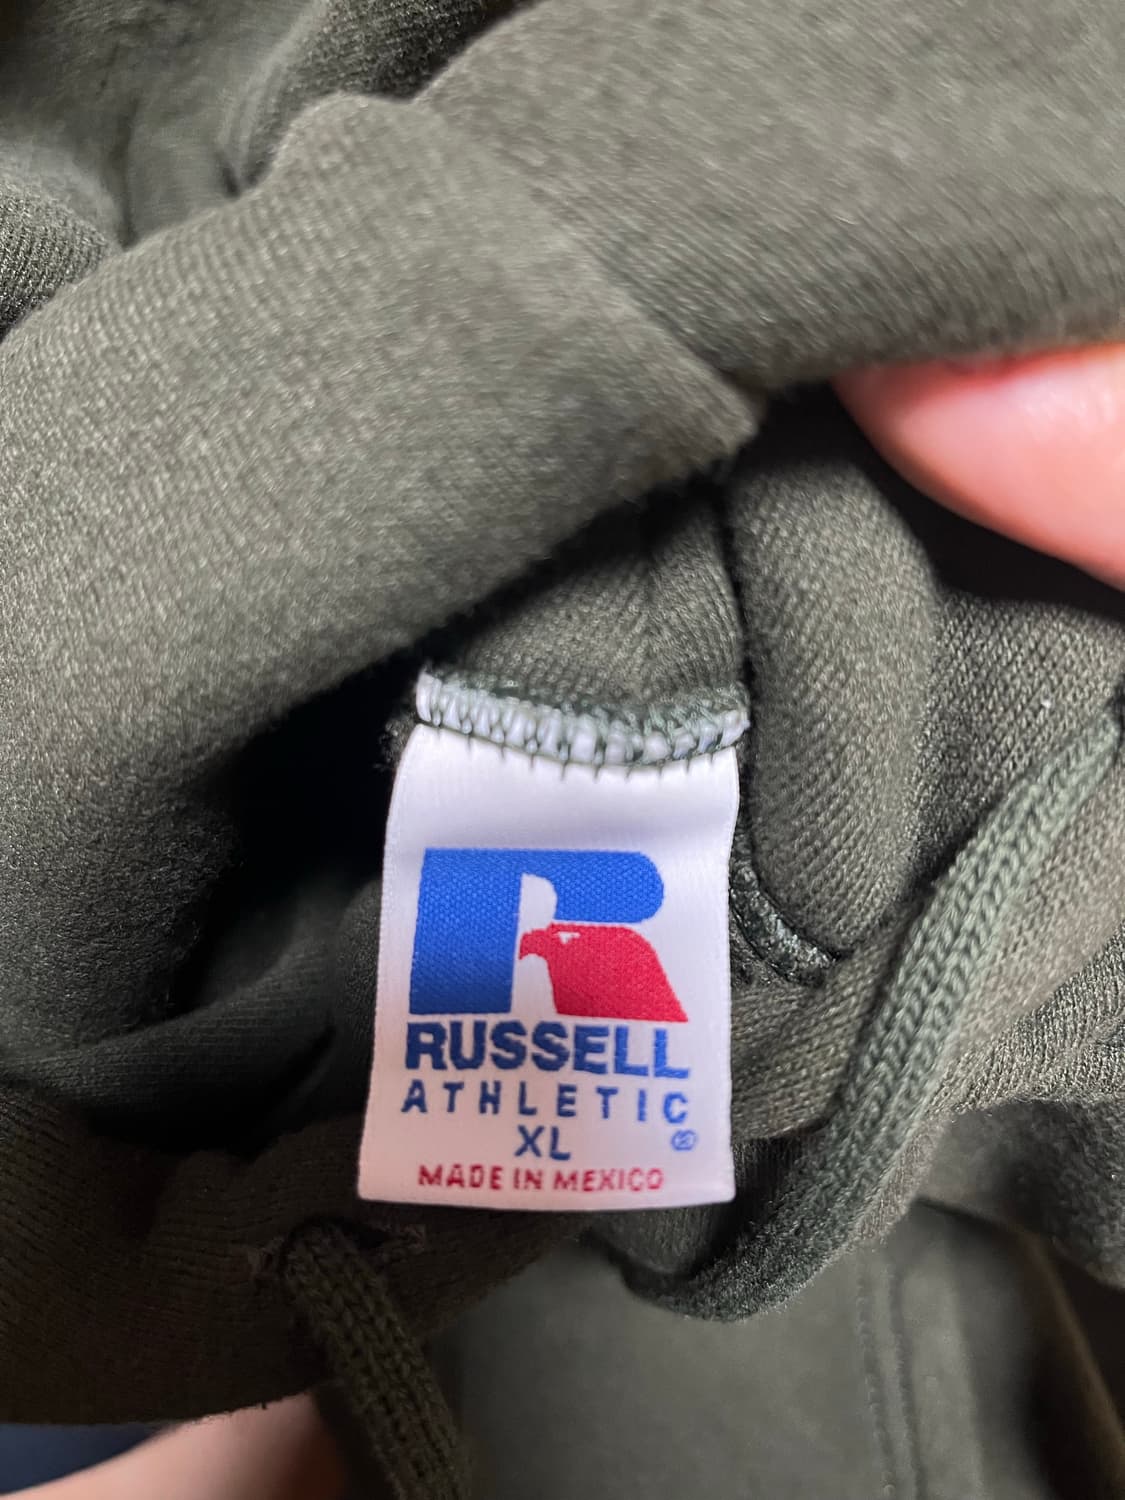 R
RUSSELL
ATHLETIC
XL ®
MADE IN MEXICO